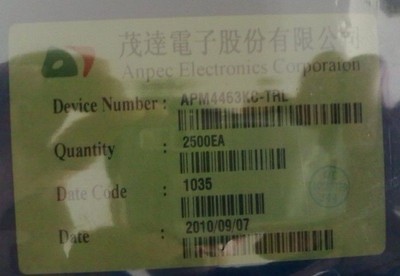 茂達電子股份有限公司
Anpec Electronics Corporaion
Device Number : APM4463KC-TRL
Quantity : 2500EA
Date Code : 1035
Date : 2010/09/07